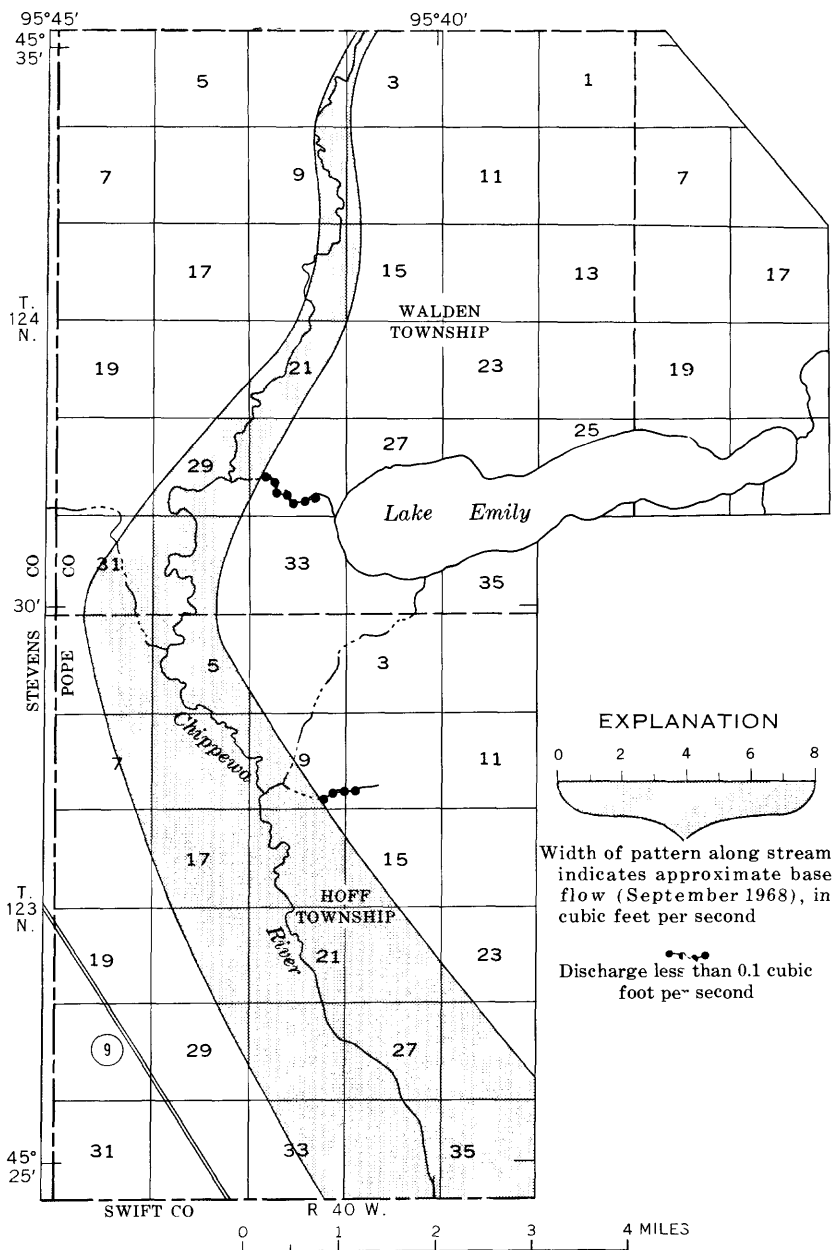 95°45'
95°40'
45°
35'
5
3
1
7
9
11
7
17
15
13
17
T.
124
N.
WALDEN
TOWNSHIP
19
21
23
19
29
27
25
Lake Emily
31
33
35
CO
CO
30'
STEVENS
POPE
5
3
Chippewa
7
9
11
EXPLANATION
0 2 4 6 8
Width of pattern along stream
indicates approximate base
flow (September 1968), in
cubic feet per second
Discharge less than 0.1 cubic
foot per second
17
15
T.
123
N.
HOFF
TOWNSHIP
River
19
21
23
9
29
27
31
33
35
45°
25'
SWIFT CO
R 40 W.
0 1 2 3 4 MILES